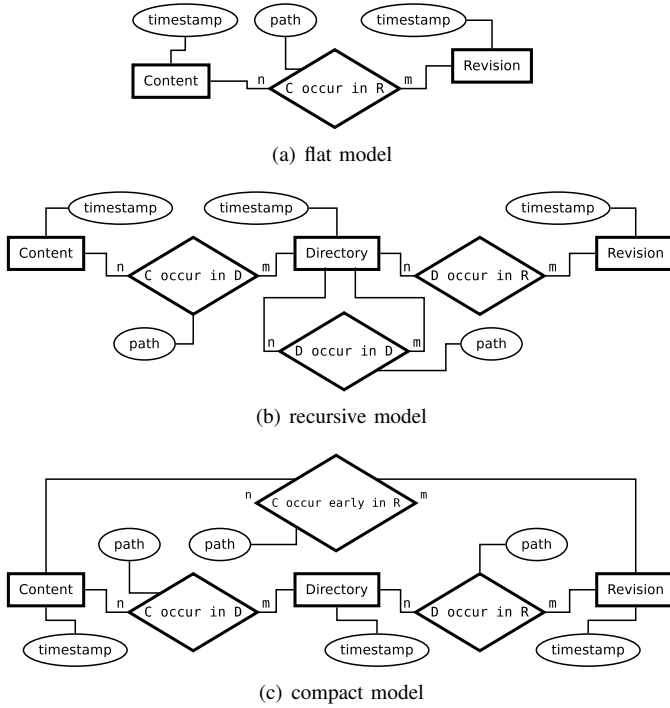 timestamp path timestamp
Content n C occur in R m Revision
(a) flat model
timestamp timestamp timestamp
Content n C occur in D m Directory n D occur in R m Revision
path n D occur in D m path
(b) recursive model
n C occur early in R m
path path path
Content n C occur in D m Directory n D occur in R m Revision
timestamp timestamp timestamp
(c) compact model